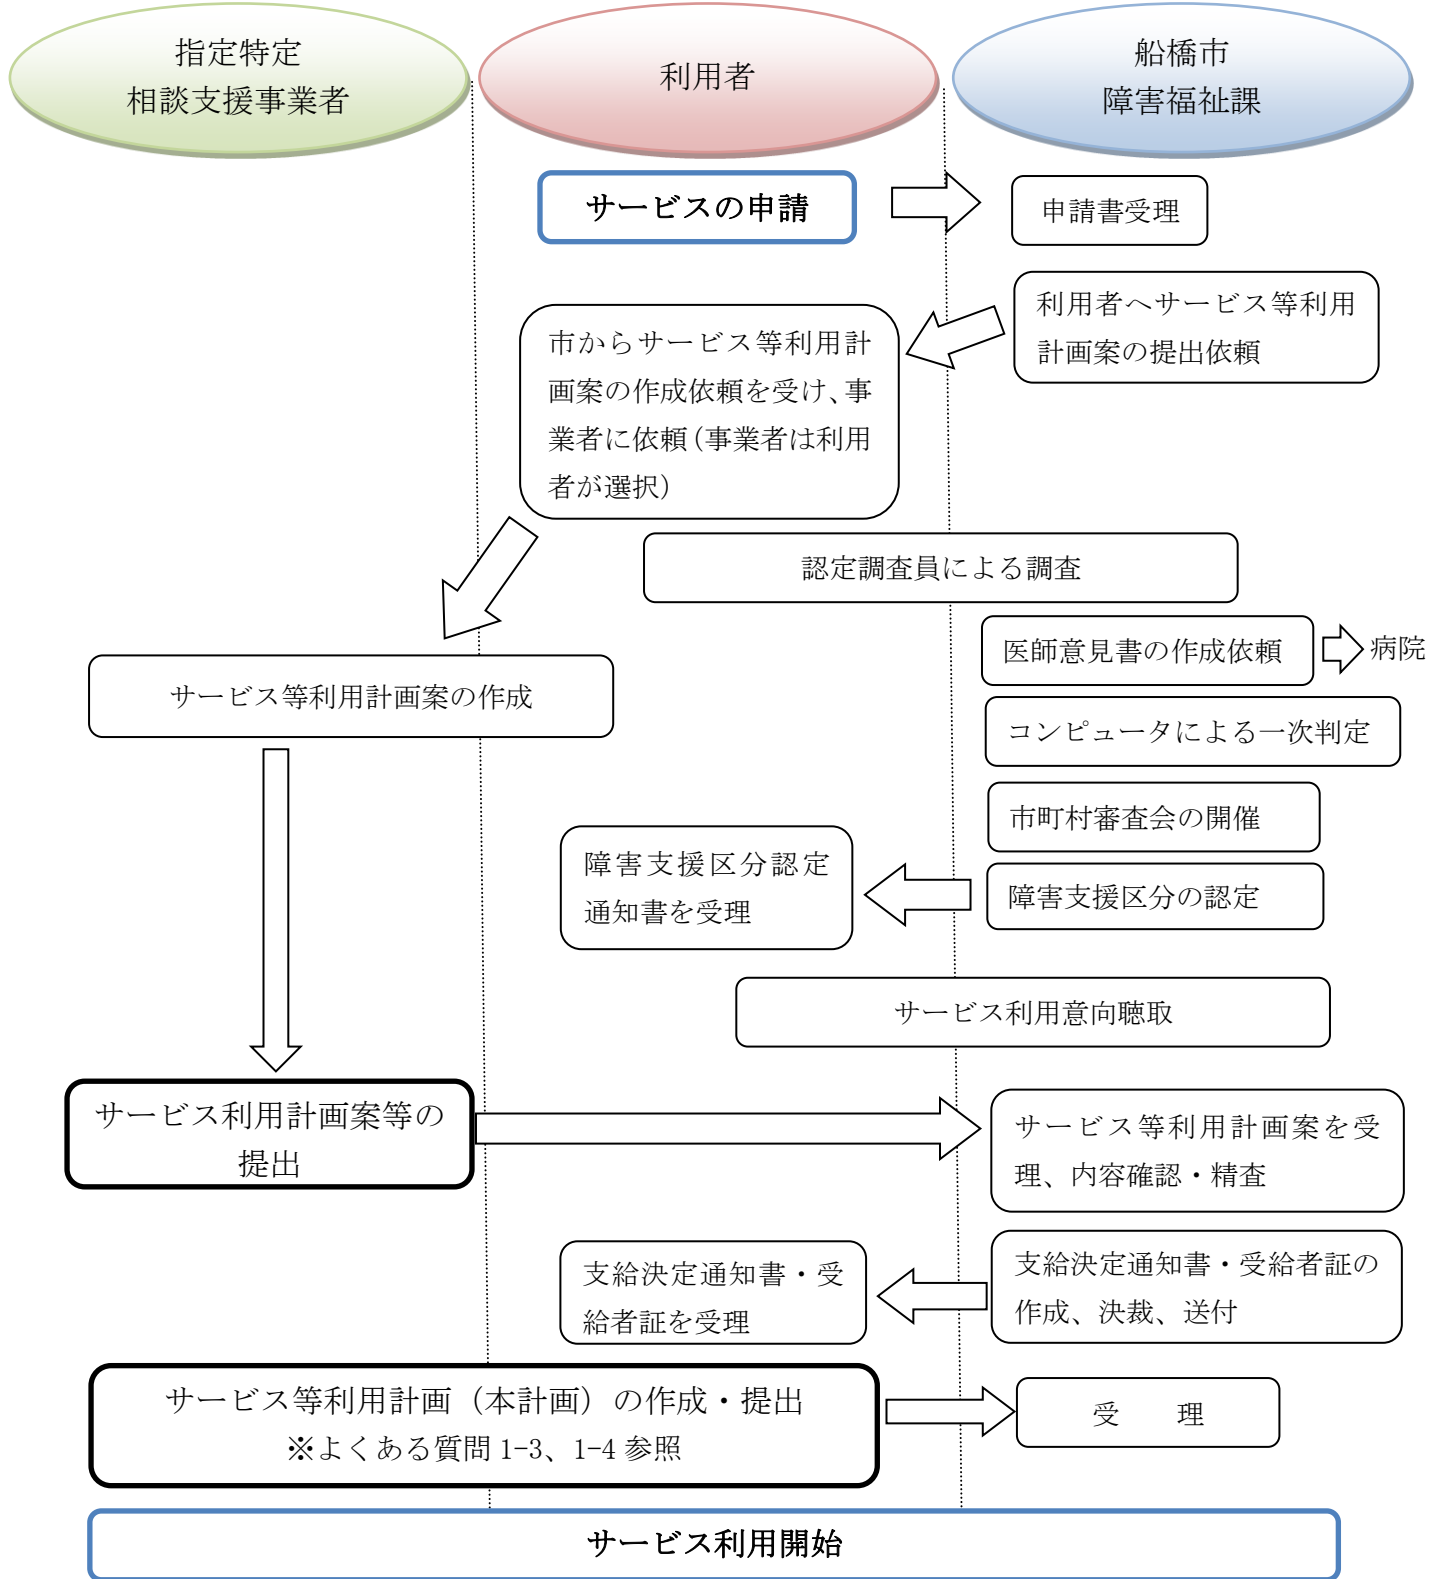 指定特定
相談支援事業者
利用者
船橋市
障害福祉課
サービスの申請
申請書受理
利用者へサービス等利用
計画案の提出依頼
市からサービス等利用計
画案の作成依頼を受け、事
業者に依頼（事業者は利用
者が選択）
認定調査員による調査
医師意見書の作成依頼
病院
サービス等利用計画案の作成
コンピュータによる一次判定
市町村審査会の開催
障害支援区分認定
通知書を受理
障害支援区分の認定
サービス利用意向聴取
サービス利用計画案等の
提出
サービス等利用計画案を受
理、内容確認・精査
支給決定通知書・受
給者証を受理
支給決定通知書・受給者証の
作成、決裁、送付
サービス等利用計画（本計画）の作成・提出
※よくある質問 1-3、1-4 参照
受　理
サービス利用開始